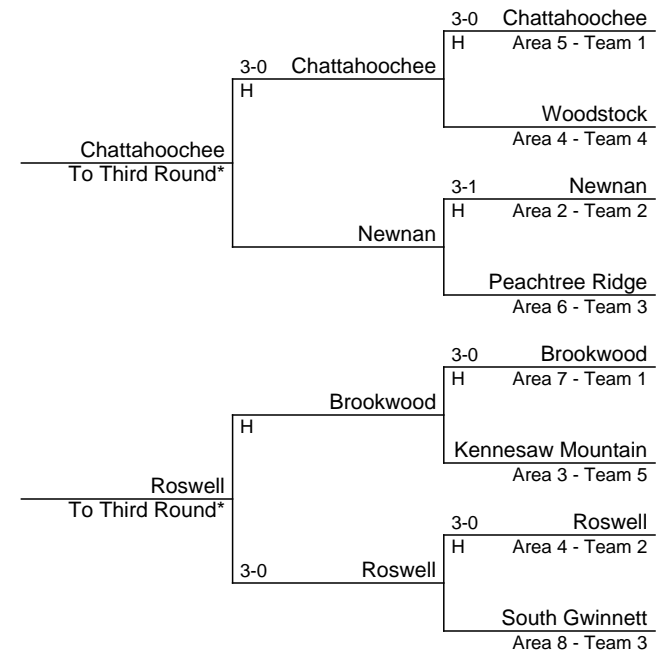 3-0 Chattahoochee
H Area 5 - Team 1
3-0 Chattahoochee
H
Woodstock
Area 4 - Team 4
Chattahoochee
To Third Round*
3-1 Newnan
H Area 2 - Team 2
Newnan
Peachtree Ridge
Area 6 - Team 3
3-0 Brookwood
H Area 7 - Team 1
Brookwood
H
Kennesaw Mountain
Area 3 - Team 5
Roswell
To Third Round*
3-0 Roswell
H Area 4 - Team 2
3-0 Roswell
South Gwinnett
Area 8 - Team 3